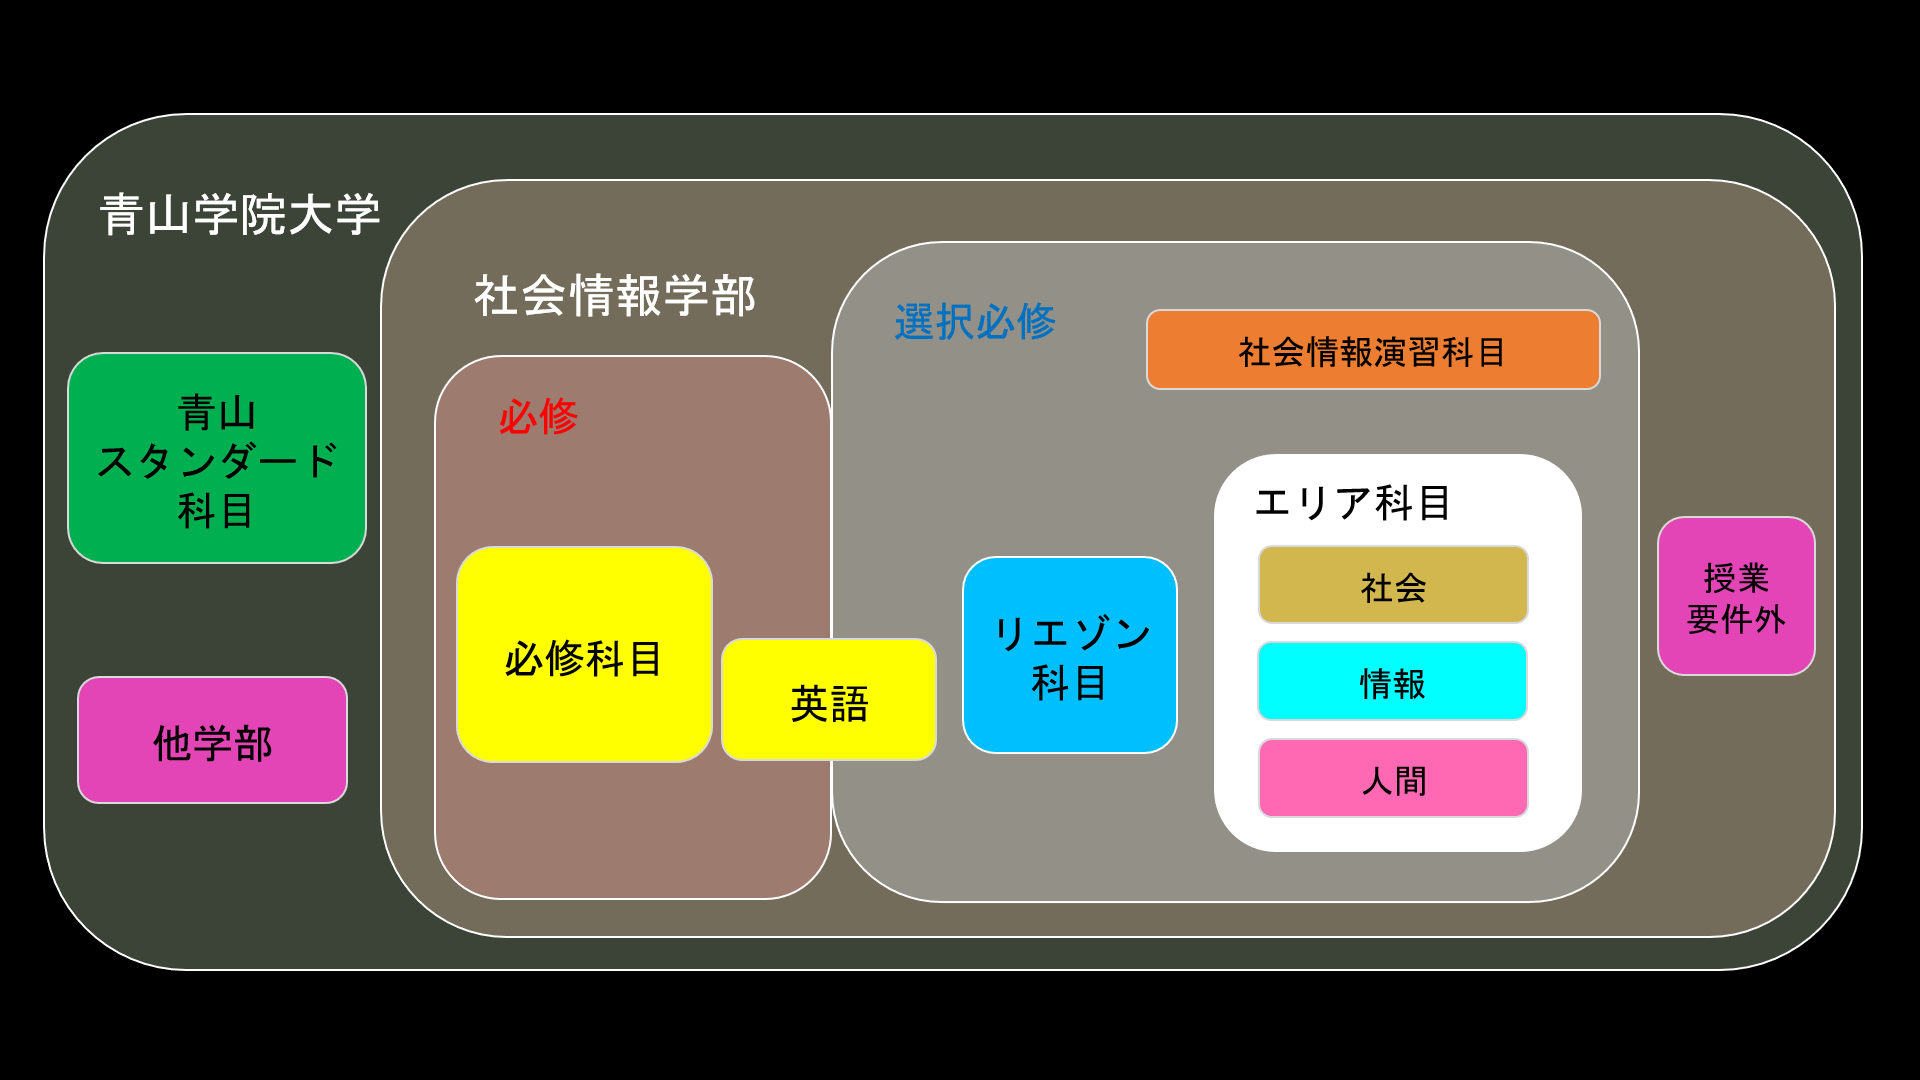 青山学院大学
社会情報学部
選択必修
社会情報演習科目
必修
青山
スタンダード
科目
エリア科目
社会
情報
人間
授業
要件外
必修科目
英語
リエゾン
科目
他学部